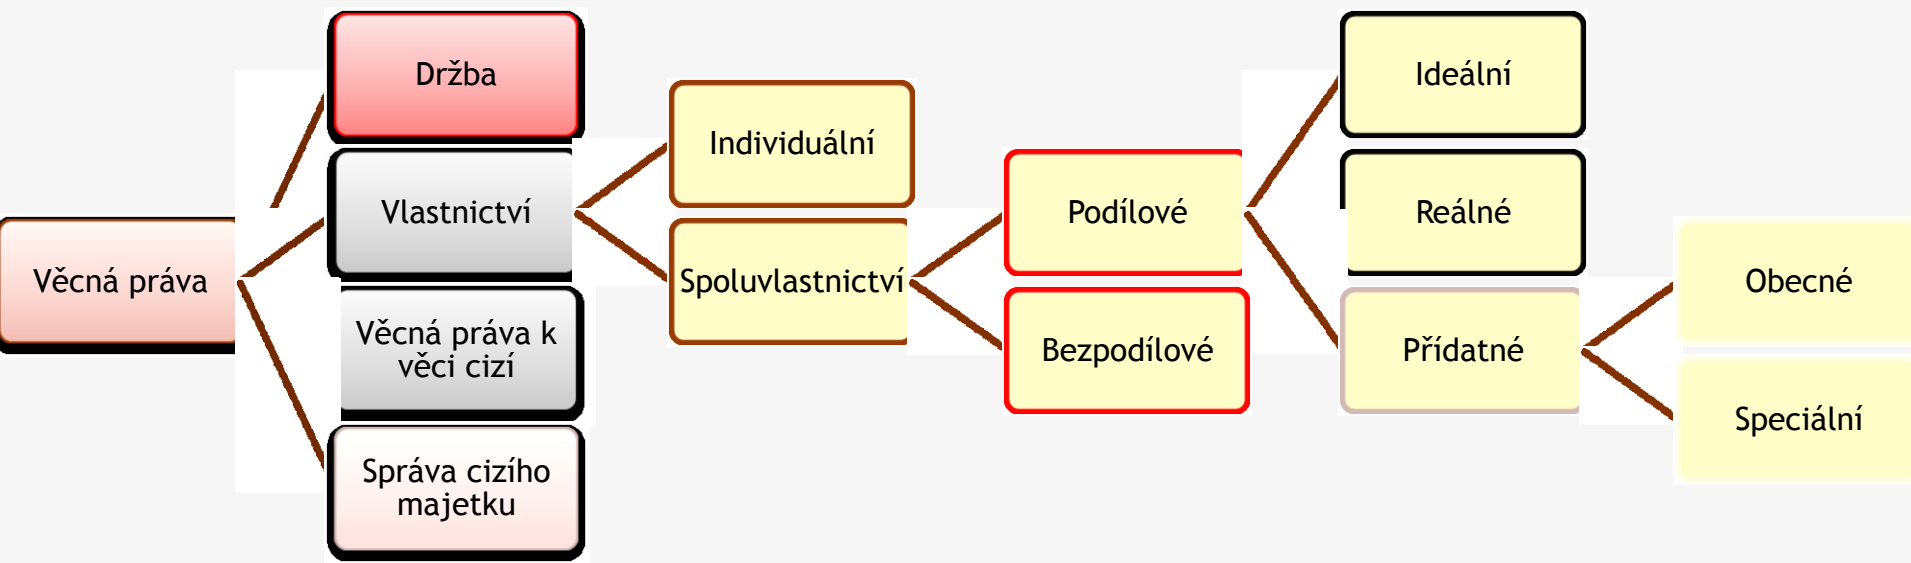 Věcná práva
Držba
Vlastnictví
Věcná práva k
věci cizí
Správa cizího
majetku
Individuální
Spoluvlastnictví
Podílové
Bezpodílové
Ideální
Reálné
Přídatné
Obecné
Speciální